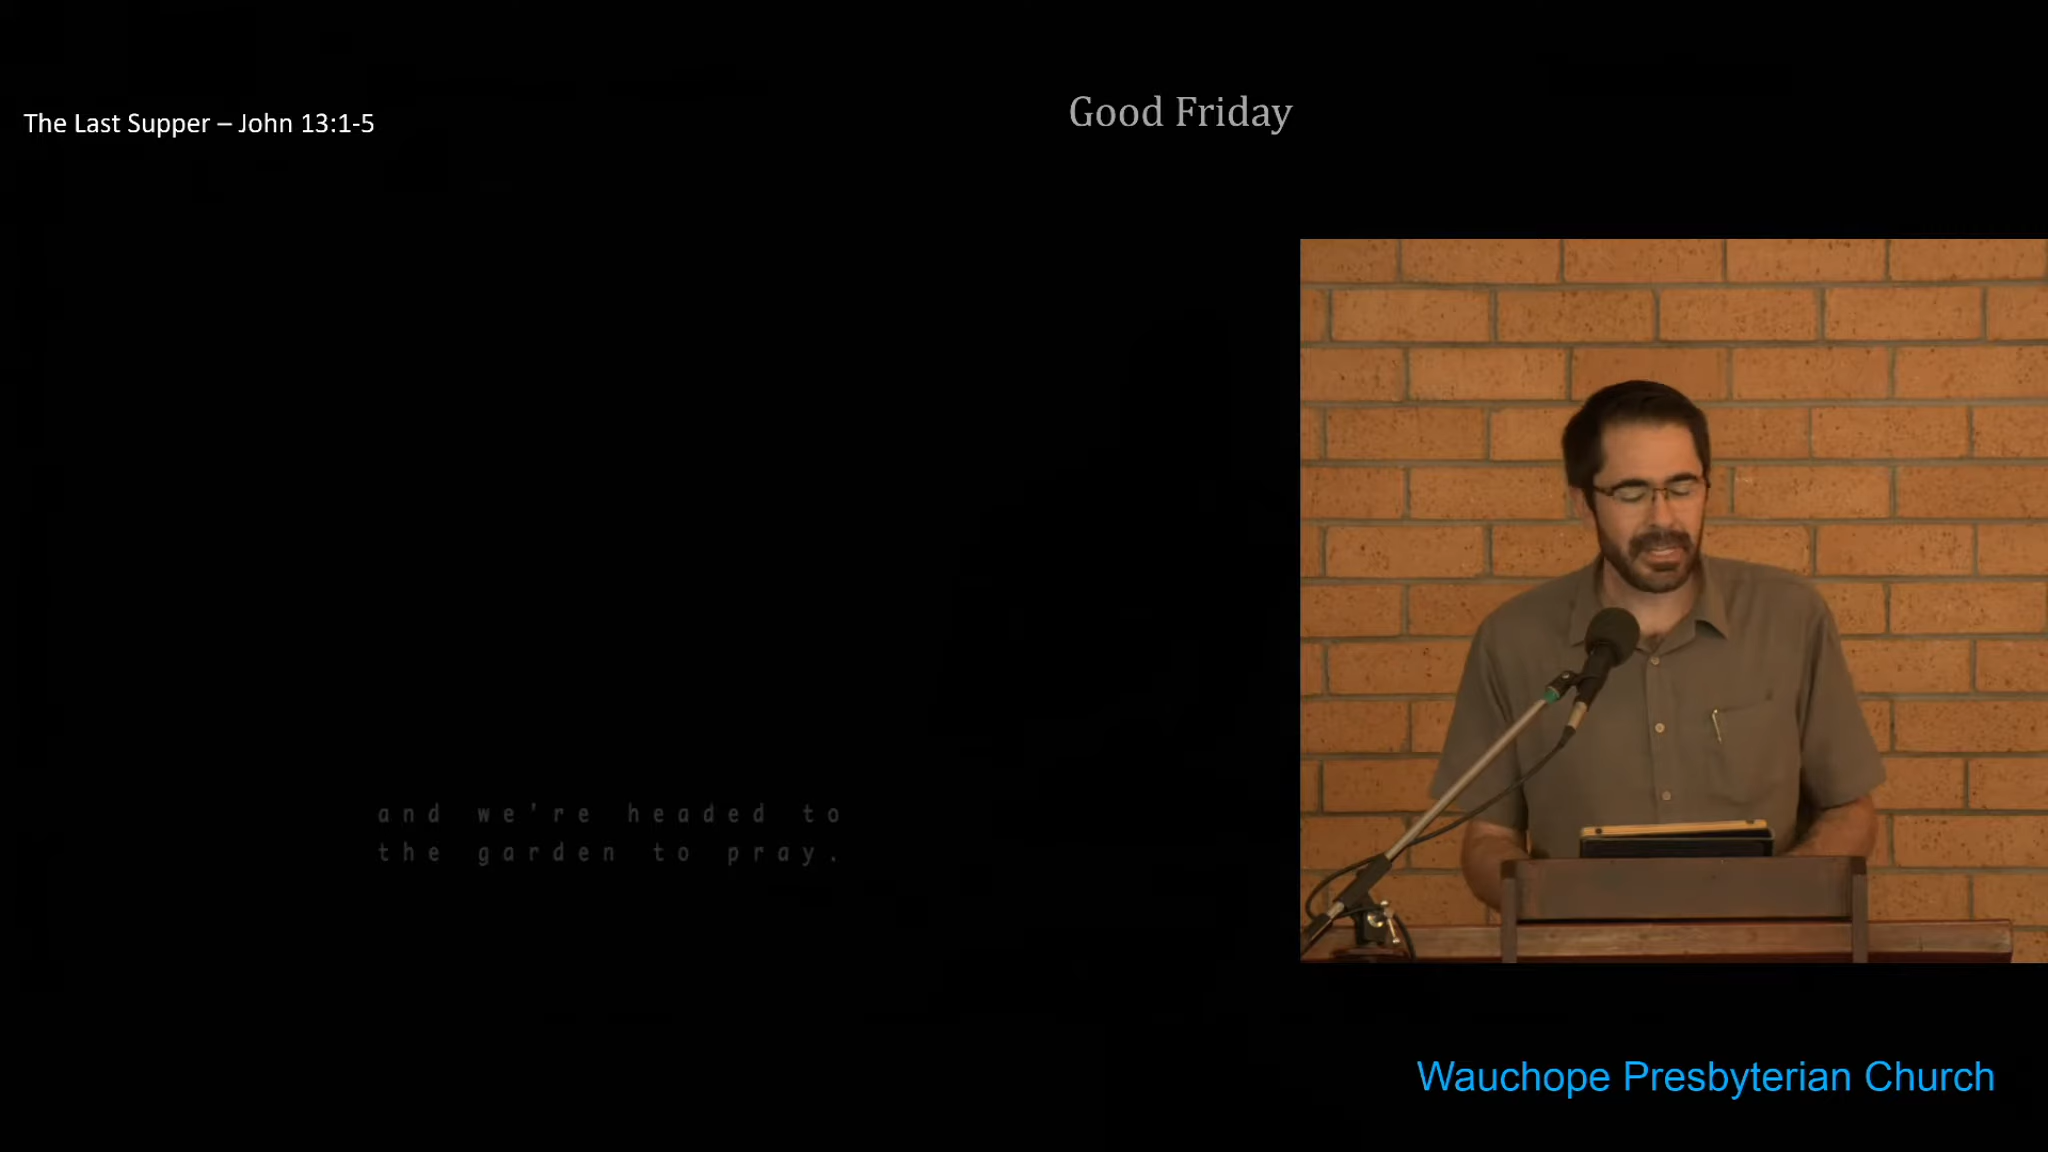 The Last Supper – John 13:1-5
Good Friday
and we're headed to
the garden to pray.
Wauchope Presbyterian Church